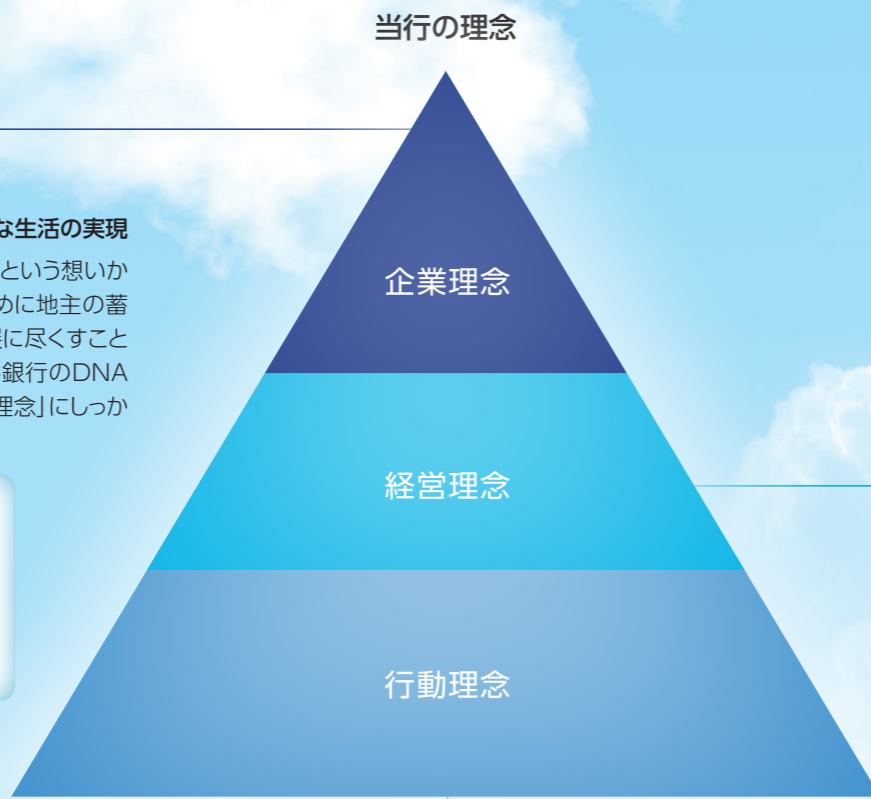 当行の理念
な生活の実現
という想いか
めに地主の蓄
に尽くすこと
銀行のDNA
理念」にしっか
企業理念
経営理念
行動理念